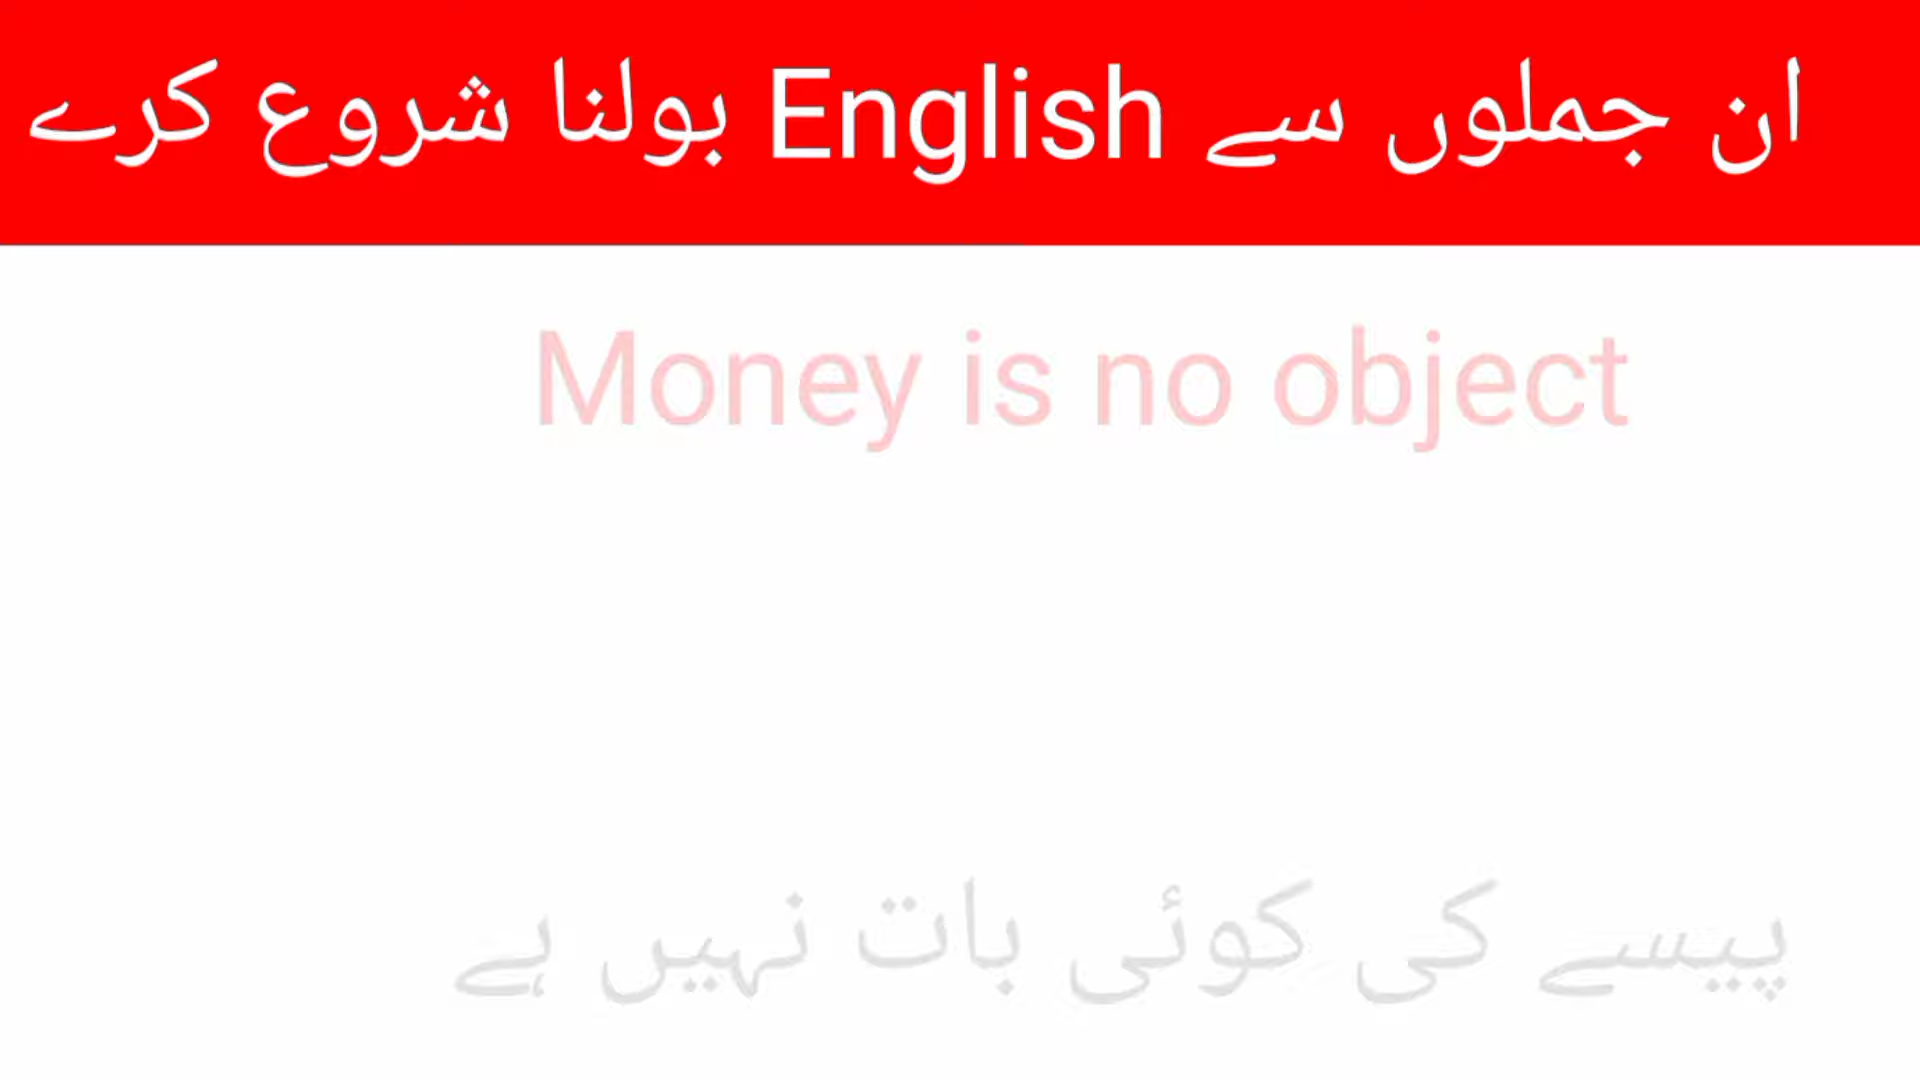 ان جملوں سے English بولنا شروع کرے
Money is no object
پیسے کی کوئی بات نہیں ہے